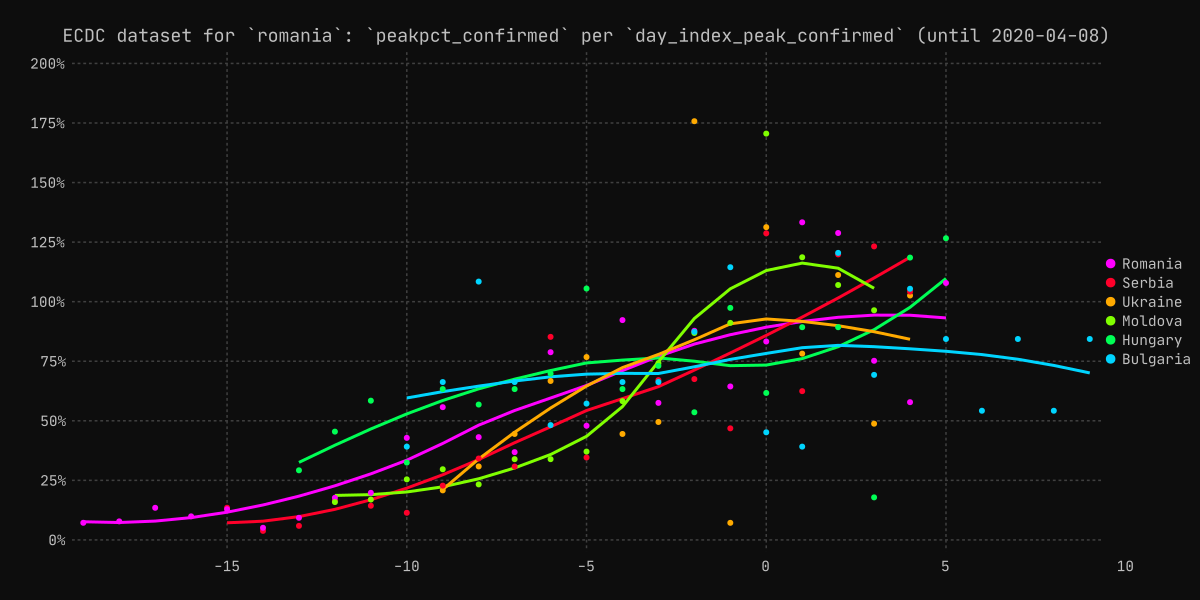 ECDC dataset for `romania`: `peakpct_confirmed` per `day_index_peak_confirmed` (until 2020-04-08)
200%
175%
150%
125%
100%
75%
50%
25%
0%
-15
-10
-5
0
5
10
Romania
Serbia
Ukraine
Moldova
Hungary
Bulgaria